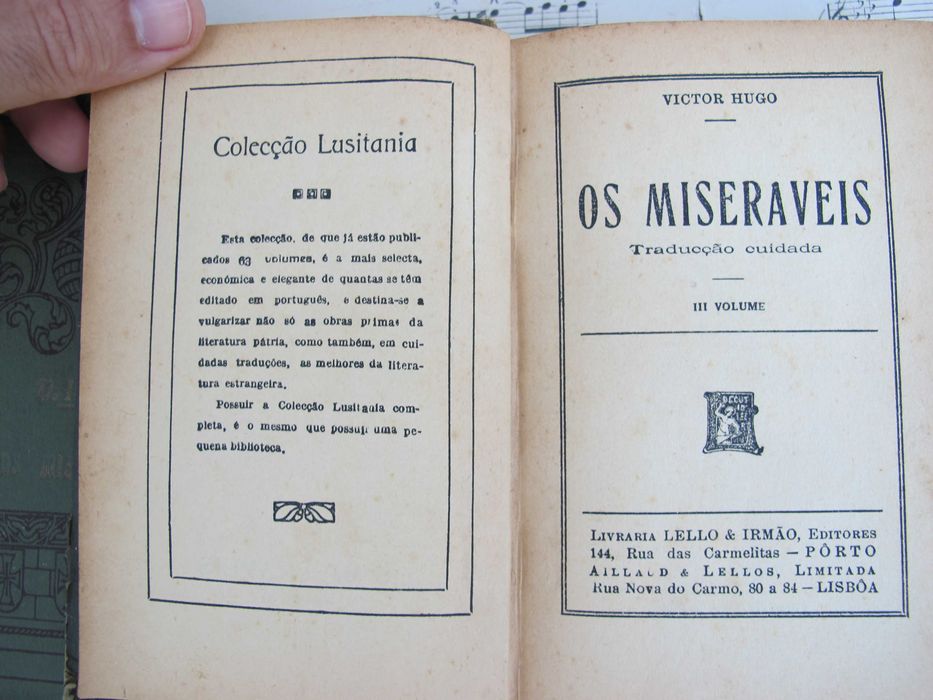 Colecção Lusitania
Esta colecção, de que já estão publi-
cados 63 volumes, é a mais selecta,
económica e elegante de quantas se têm
editado em português, e destina-se a
vulgarizar não só as obras primas da
literatura pátria, como também, em cui-
dadas traduções, as melhores da litera-
tura estrangeira.
Possuir a Colecção Lusitania com-
pleta, é o mesmo que possuir uma pe-
quena biblioteca.
VICTOR HUGO
OS MISERAVEIS
Traducção cuidada
III VOLUME
DECUS
LIVRARIA LELLO & IRMÃO, EDITORES
144, Rua das Carmelitas — PÔRTO
AILLAUD & LELLOS, LIMITADA
Rua Nova do Carmo, 80 a 84 — LISBÔA